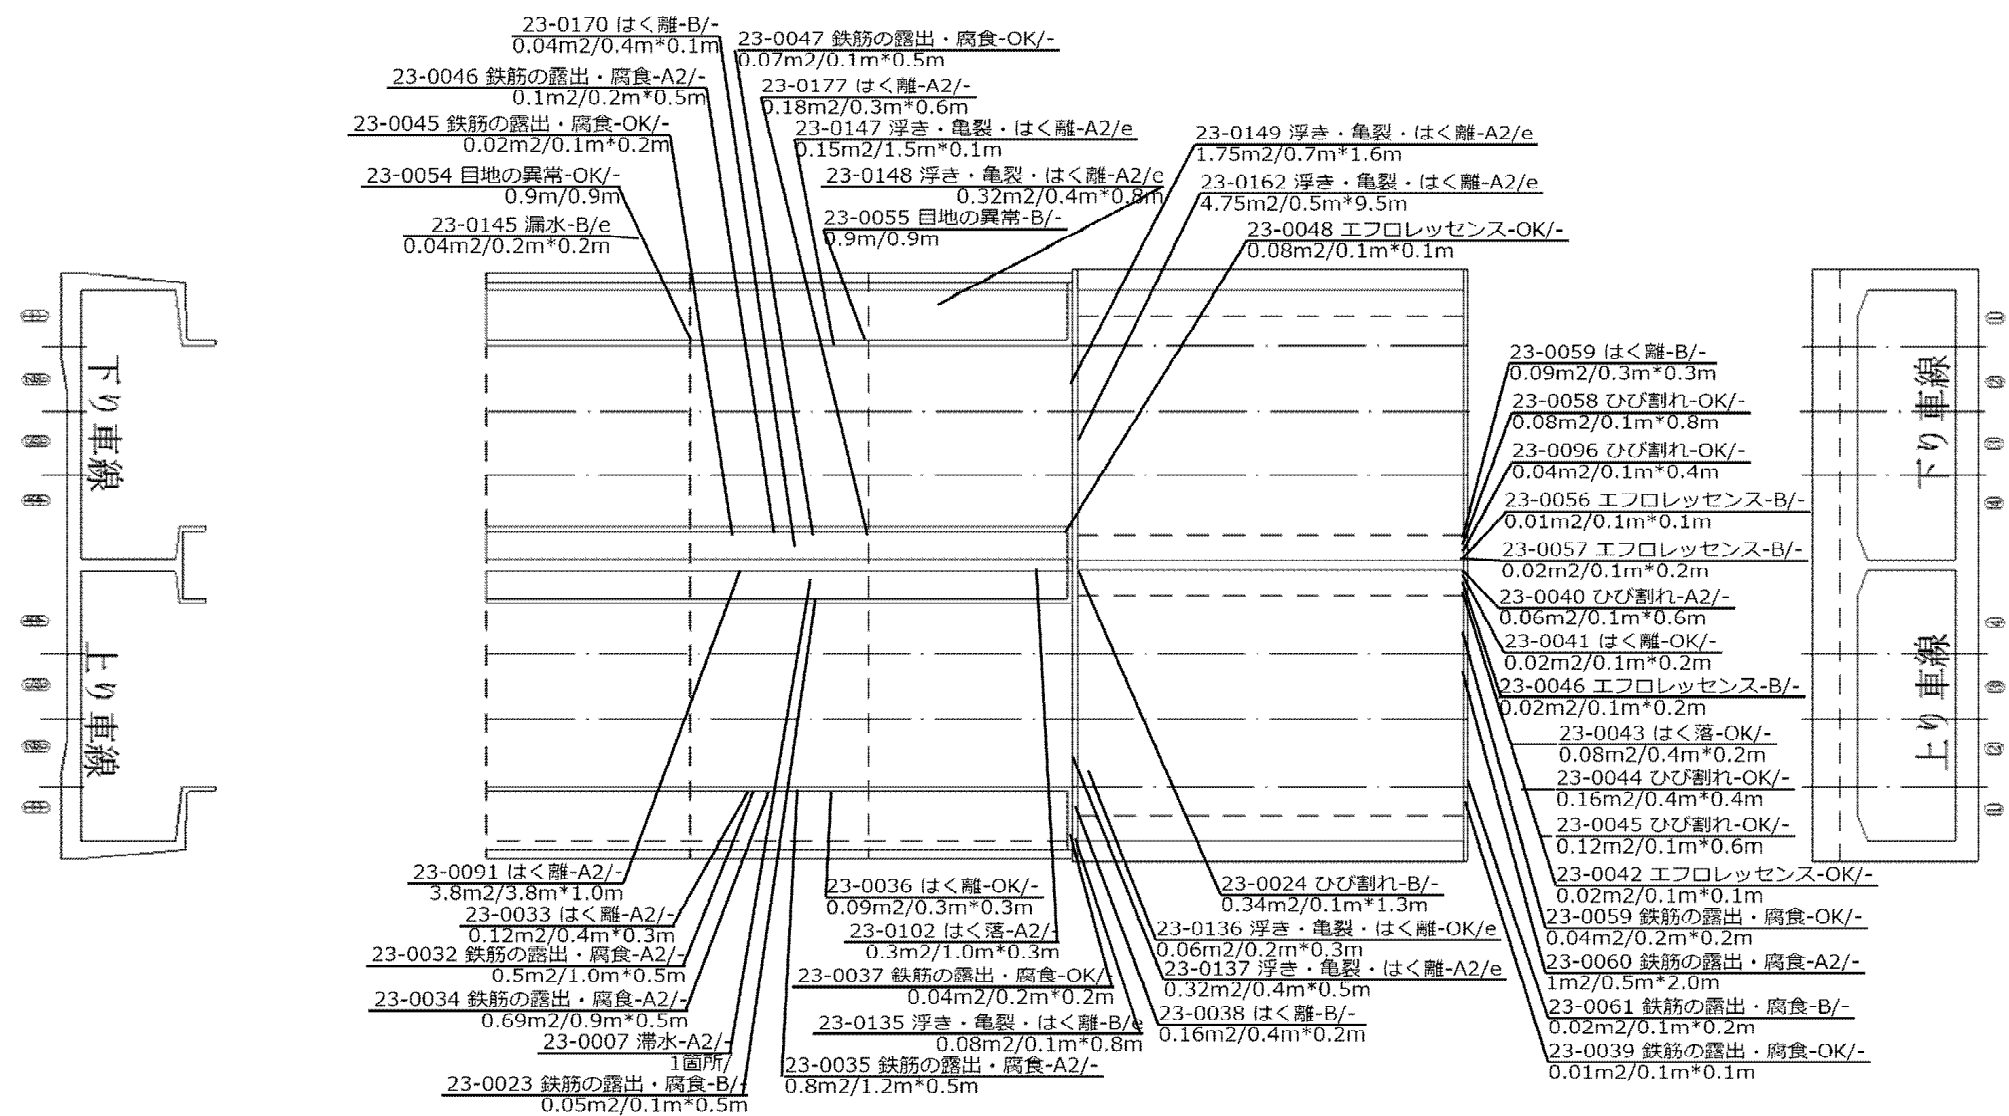 23-0170 はく離-B/-
0.04m2/0.4m*0.1m
23-0047 鉄筋の露出・腐食-OK/-
0.07m2/0.1m*0.5m
23-0046 鉄筋の露出・腐食-A2/-
0.1m2/0.2m*0.5m
23-0177 はく離-A2/-
0.18m2/0.3m*0.6m
23-0045 鉄筋の露出・腐食-OK/-
0.02m2/0.1m*0.2m
23-0147 浮き・亀裂・はく離-A2/e
0.15m2/1.5m*0.1m
23-0149 浮き・亀裂・はく離-A2/e
1.75m2/0.7m*1.6m
23-0054 目地の異常-OK/-
0.9m/0.9m
23-0148 浮き・亀裂・はく離-A2/e
0.32m2/0.4m*0.8m
23-0162 浮き・亀裂・はく離-A2/e
4.75m2/0.5m*9.5m
23-0145 漏水-B/e
0.04m2/0.2m*0.2m
23-0055 目地の異常-B/-
0.9m/0.9m
23-0048 エフロレッセンス-OK/-
0.08m2/0.1m*0.1m
下り車線
上り車線
23-0059 はく離-B/-
0.09m2/0.3m*0.3m
23-0058 ひび割れ-OK/-
0.08m2/0.1m*0.8m
23-0096 ひび割れ-OK/-
0.04m2/0.1m*0.4m
23-0056 エフロレッセンス-B/-
0.01m2/0.1m*0.1m
23-0057 エフロレッセンス-B/-
0.02m2/0.1m*0.2m
23-0040 ひび割れ-A2/-
0.06m2/0.1m*0.6m
23-0041 はく離-OK/-
0.02m2/0.1m*0.2m
23-0046 エフロレッセンス-B/-
0.02m2/0.1m*0.2m
23-0043 はく落-OK/-
0.08m2/0.4m*0.2m
23-0044 ひび割れ-OK/-
0.16m2/0.4m*0.4m
23-0045 ひび割れ-OK/-
0.12m2/0.1m*0.6m
23-0042 エフロレッセンス-OK/-
0.02m2/0.1m*0.1m
23-0059 鉄筋の露出・腐食-OK/-
0.04m2/0.2m*0.2m
23-0060 鉄筋の露出・腐食-A2/-
1m2/0.5m*2.0m
23-0061 鉄筋の露出・腐食-B/-
0.02m2/0.1m*0.2m
23-0039 鉄筋の露出・腐食-OK/-
0.01m2/0.1m*0.1m
下り車線
上り車線
23-0091 はく離-A2/-
3.8m2/3.8m*1.0m
23-0033 はく離-A2/-
0.12m2/0.4m*0.3m
23-0032 鉄筋の露出・腐食-A2/-
0.5m2/1.0m*0.5m
23-0034 鉄筋の露出・腐食-A2/-
0.69m2/0.9m*0.5m
23-0007 滞水-A2/-
1箇所/
23-0023 鉄筋の露出・腐食-B/-
0.05m2/0.1m*0.5m
23-0036 はく離-OK/-
0.09m2/0.3m*0.3m
23-0102 はく落-A2/-
0.3m2/1.0m*0.3m
23-0037 鉄筋の露出・腐食-OK/-
0.04m2/0.2m*0.2m
23-0135 浮き・亀裂・はく離-B/e
0.08m2/0.1m*0.8m
23-0035 鉄筋の露出・腐食-A2/-
0.8m2/1.2m*0.5m
23-0024 ひび割れ-B/-
0.34m2/0.1m*1.3m
23-0136 浮き・亀裂・はく離-OK/e
0.06m2/0.2m*0.3m
23-0137 浮き・亀裂・はく離-A2/e
0.32m2/0.4m*0.5m
23-0038 はく離-B/-
0.16m2/0.4m*0.2m